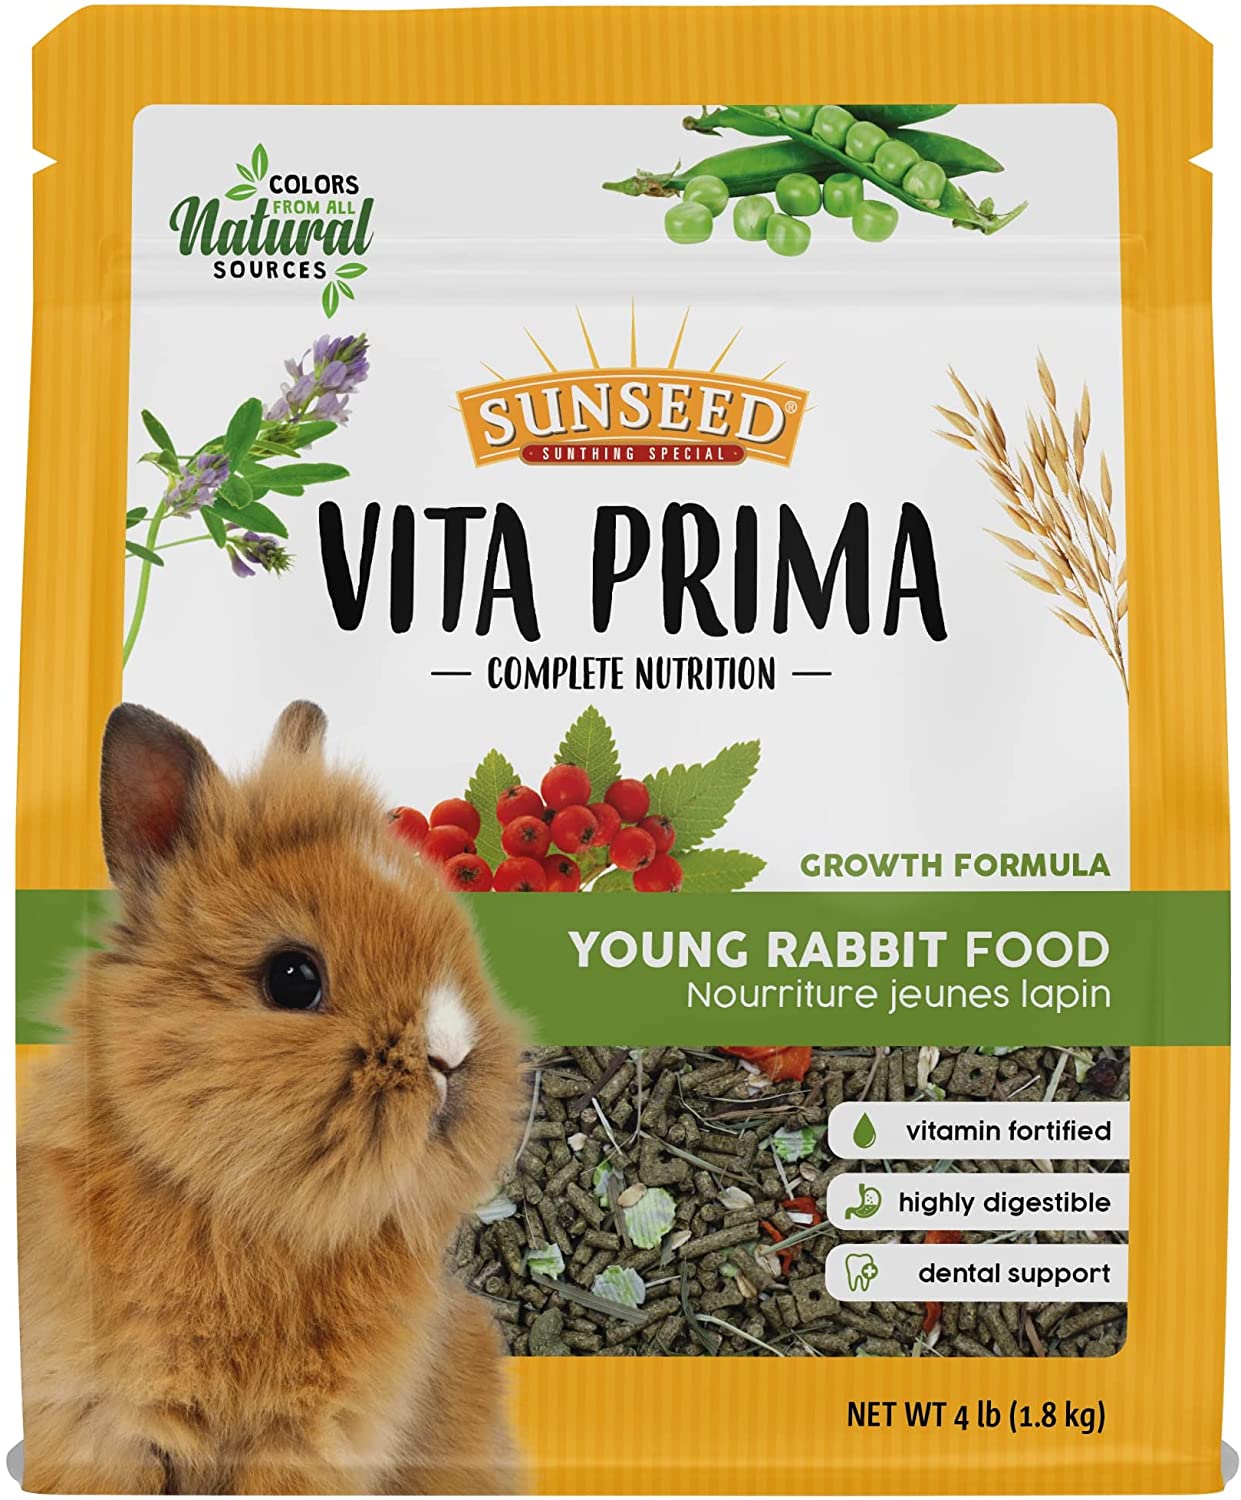 COLORS
FROM ALL
Natural
SOURCES
SUNSEED®
SUNTHING SPECIAL
VITA PRIMA
COMPLETE NUTRITION
GROWTH FORMULA
YOUNG RABBIT FOOD
Nourriture jeunes lapin
vitamin fortified
highly digestible
dental support
NET WT 4 lb (1.8 kg)